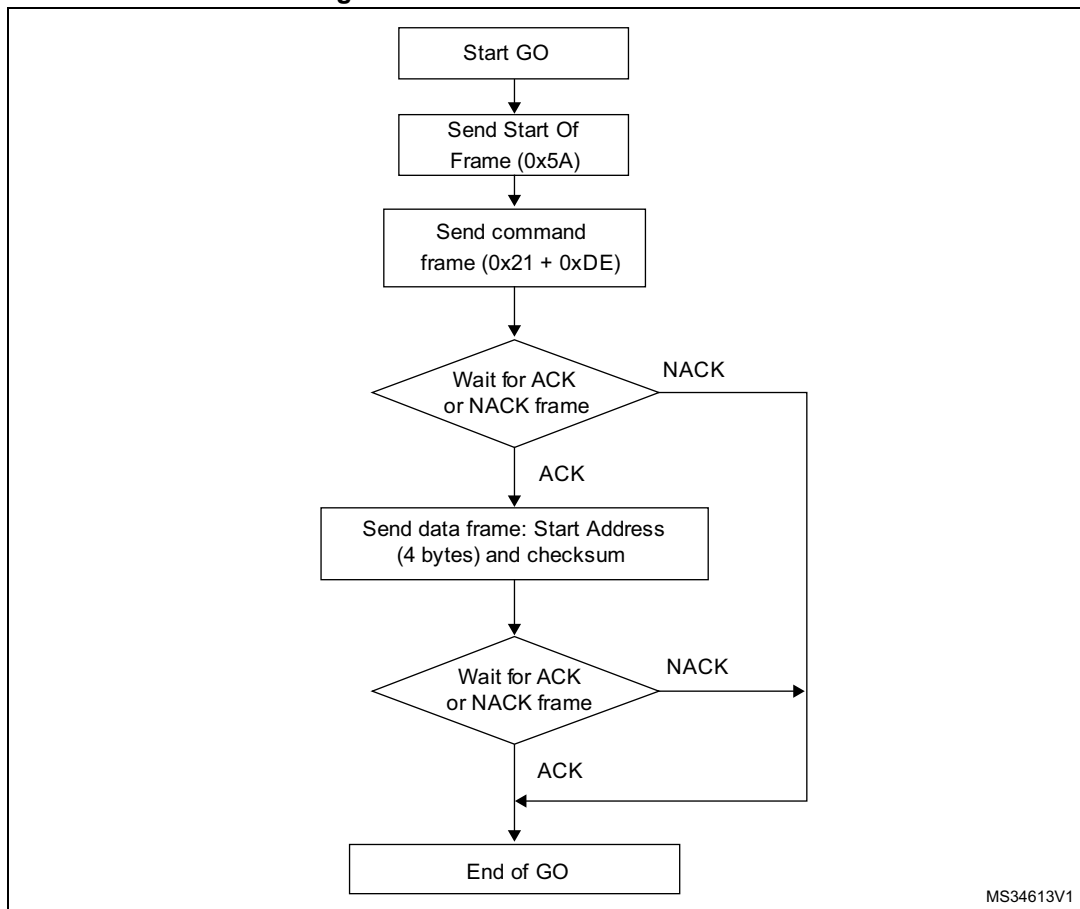 Start GO
Send Start Of
Frame (0x5A)
Send command
frame (0x21 + 0xDE)
Wait for ACK
or NACK frame
NACK
ACK
Send data frame: Start Address
(4 bytes) and checksum
Wait for ACK
or NACK frame
NACK
ACK
End of GO
MS34613V1